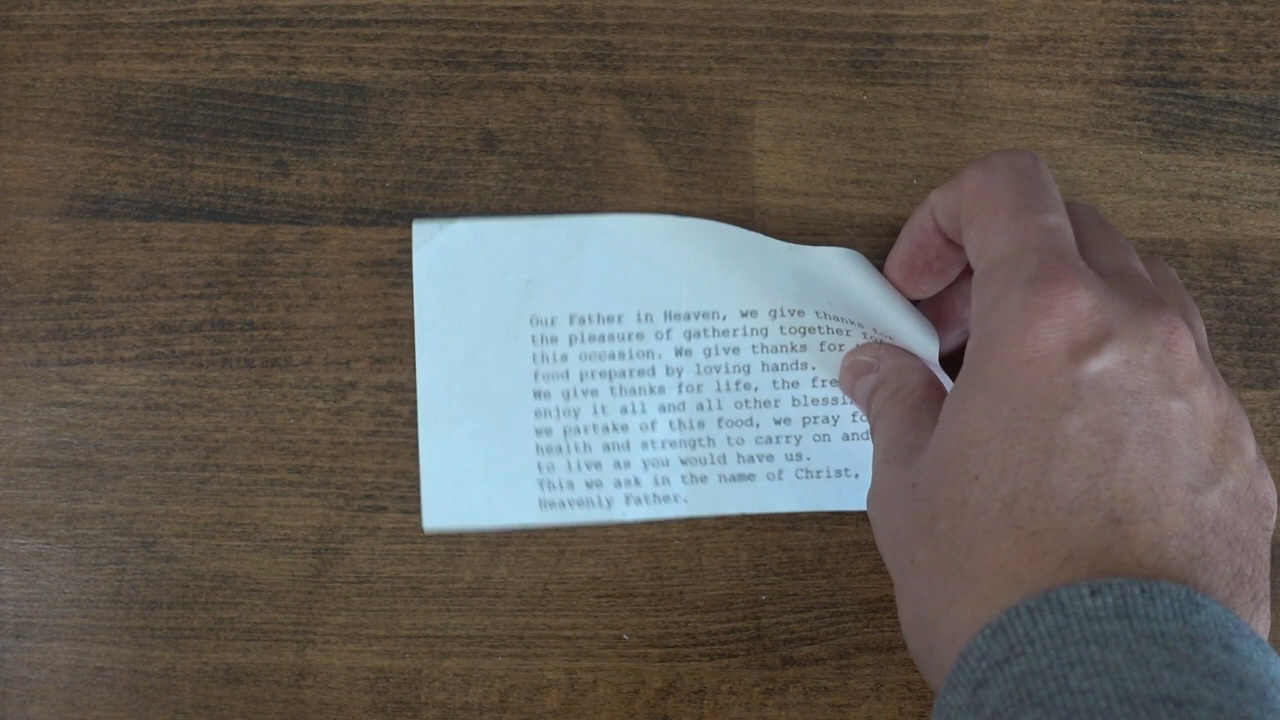 Our Father in Heaven, we give thanks for
the pleasure of gathering together for
this occasion. We give thanks for
food prepared by loving hands.
We give thanks for life, the
enjoy it all and all other
we partake of this food, we pray
health and strength to carry on and
to live as you would have us.
This we ask in the name of Christ,
Heavenly Father.